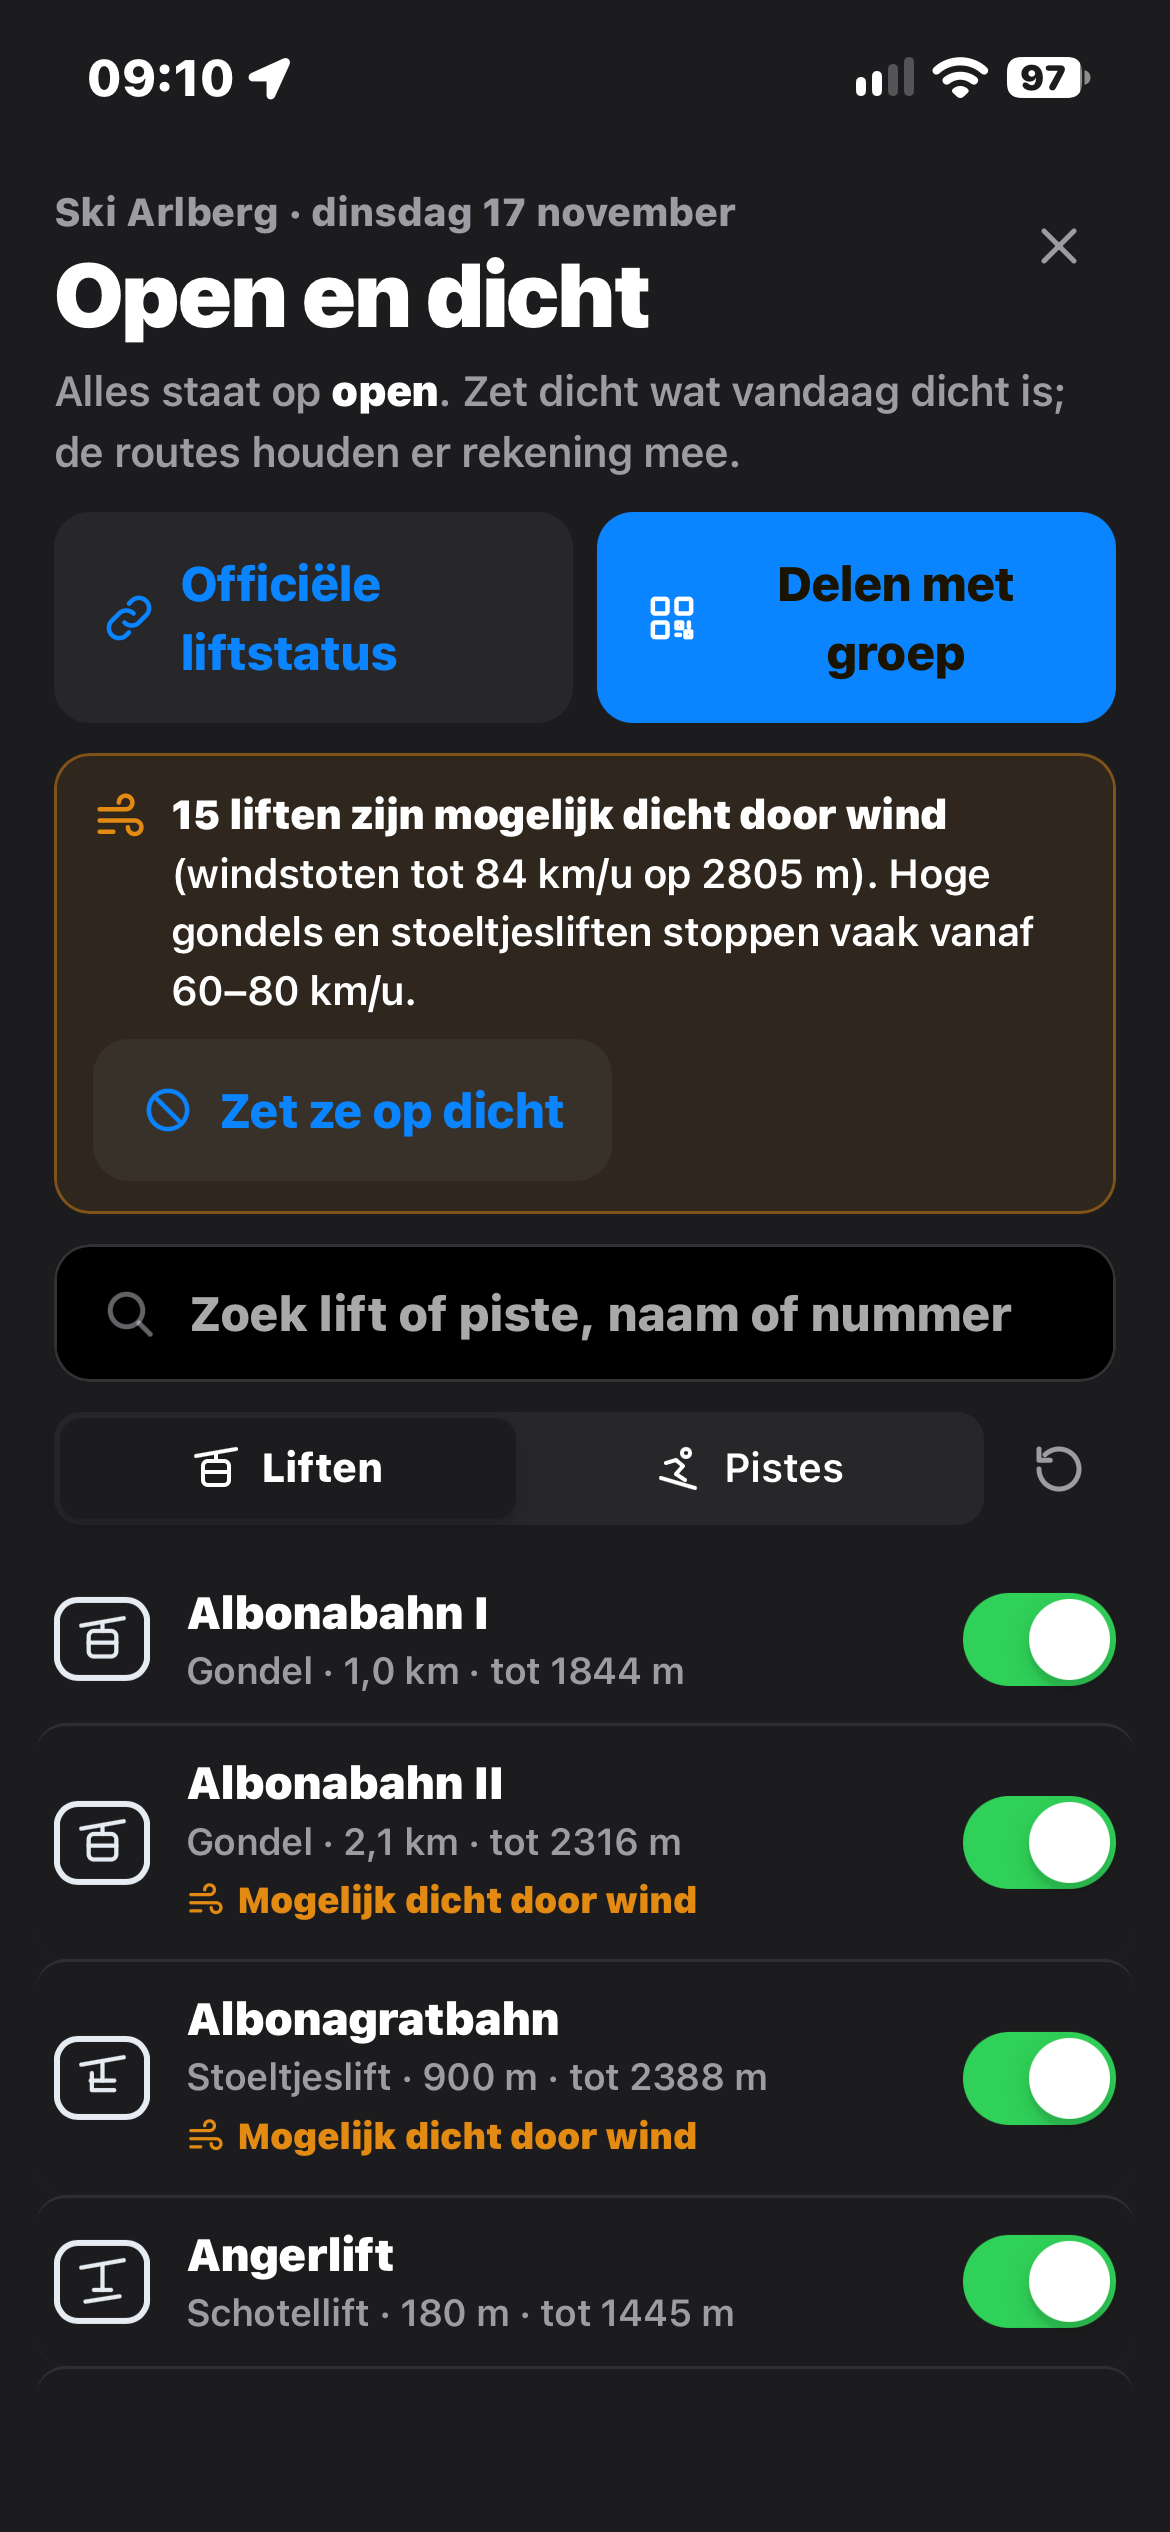 09:10
97
Ski Arlberg · dinsdag 17 november
Open en dicht
Alles staat op open. Zet dicht wat vandaag dicht is;
de routes houden er rekening mee.
Officiële
liftstatus
Delen met
groep
15 liften zijn mogelijk dicht door wind
(windstoten tot 84 km/u op 2805 m). Hoge
gondels en stoeltjesliften stoppen vaak vanaf
60–80 km/u.
Zet ze op dicht
Zoek lift of piste, naam of nummer
Liften
Pistes
Albonabahn I
Gondel · 1,0 km · tot 1844 m
Albonabahn II
Gondel · 2,1 km · tot 2316 m
Mogelijk dicht door wind
Albonagratbahn
Stoeltjeslift · 900 m · tot 2388 m
Mogelijk dicht door wind
Angerlift
Schotellift · 180 m · tot 1445 m